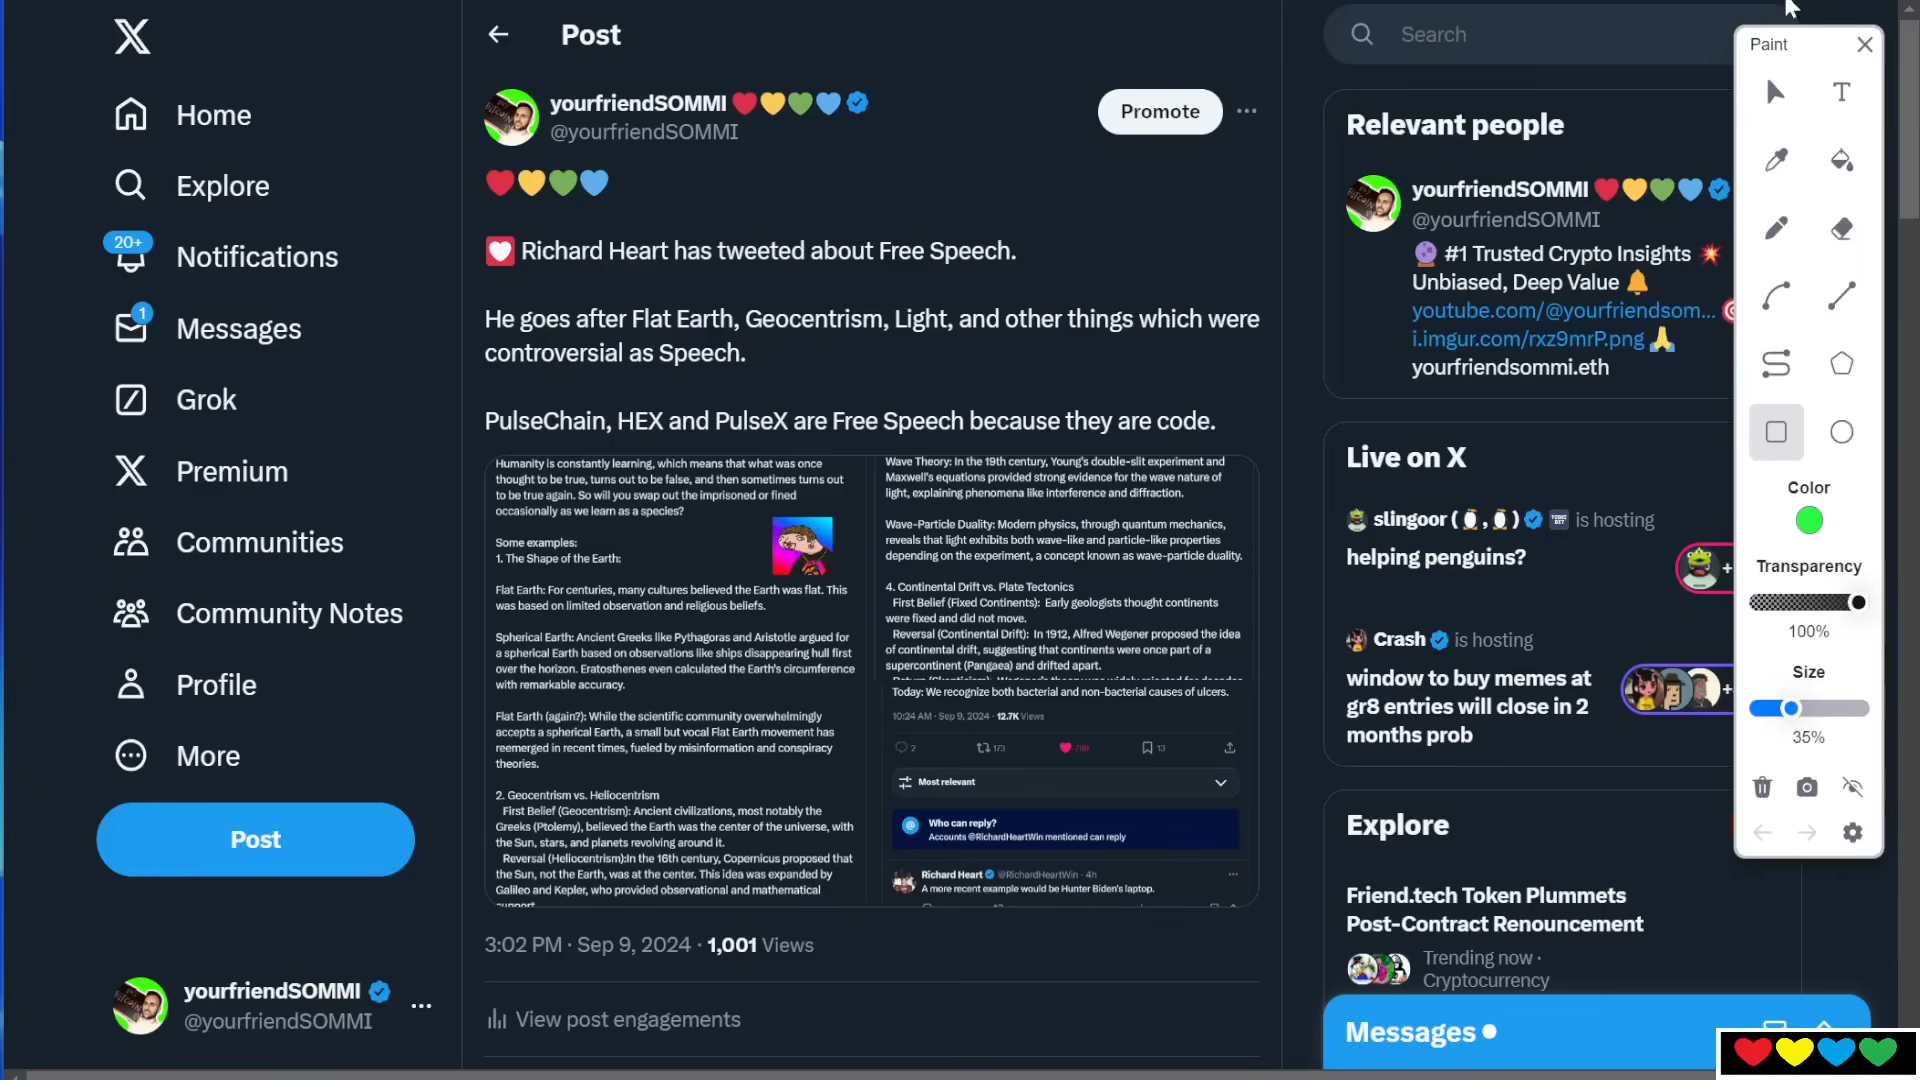 Home
Explore
20+
Notifications
1
Messages
Grok
Premium
Communities
Community Notes
Profile
More
Post
yourfriendSOMMI
@yourfriendSOMMI
Post
yourfriendSOMMI
@yourfriendSOMMI
Promote
Richard Heart has tweeted about Free Speech.
He goes after Flat Earth, Geocentrism, Light, and other things which were
controversial as Speech.
PulseChain, HEX and PulseX are Free Speech because they are code.
Humanity is constantly learning, which means that what was once
thought to be true, turns out to be false, and then sometimes turns out
to be true again. So will you swap out the imprisoned or fined
occasionally as we learn as a species?
Some examples:
1. The Shape of the Earth:
Flat Earth: For centuries, many cultures believed the Earth was flat. This
was based on limited observation and religious beliefs.
Spherical Earth: Ancient Greeks like Pythagoras and Aristotle argued for
a spherical Earth based on observations like ships disappearing hull first
over the horizon. Eratosthenes even calculated the Earth's circumference
with remarkable accuracy.
Flat Earth (again?): While the scientific community overwhelmingly
accepts a spherical Earth, a small but vocal Flat Earth movement has
reemerged in recent times, fueled by misinformation and conspiracy
theories.
2. Geocentrism vs. Heliocentrism
First Belief (Geocentrism): Ancient civilizations, most notably the
Greeks (Ptolemy), believed the Earth was the center of the universe, with
the Sun, stars, and planets revolving around it.
Reversal (Heliocentrism):In the 16th century, Copernicus proposed that
the Sun, not the Earth, was at the center. This idea was expanded by
Galileo and Kepler, who provided observational and mathematical
support.
Wave Theory: In the 19th century, Young's double-slit experiment and
Maxwell's equations provided strong evidence for the wave nature of
light, explaining phenomena like interference and diffraction.
Wave-Particle Duality: Modern physics, through quantum mechanics,
reveals that light exhibits both wave-like and particle-like properties
depending on the experiment, a concept known as wave-particle duality.
4. Continental Drift vs. Plate Tectonics
First Belief (Fixed Continents): Early geologists thought continents
were fixed and did not move.
Reversal (Continental Drift): In 1912, Alfred Wegener proposed the idea
of continental drift, suggesting that continents were once part of a
supercontinent (Pangaea) and drifted apart.
Today: We recognize both bacterial and non-bacterial causes of ulcers.
10:24 AM · Sep 9, 2024 · 12.7K Views
2 173 13
Most relevant
Who can reply?
Accounts @RichardHeartWin mentioned can reply
Richard Heart @RichardHeartWin · 4h
A more recent example would be Hunter Biden's laptop.
3:02 PM · Sep 9, 2024 · 1,001 Views
View post engagements
Search
Relevant people
yourfriendSOMMI
@yourfriendSOMMI
#1 Trusted Crypto Insights
Unbiased, Deep Value
youtube.com/@yourfriendsom...
i.imgur.com/rxz9mrP.png
yourfriendsommi.eth
Live on X
slingoor is hosting
helping penguins?
+
Crash is hosting
window to buy memes at
gr8 entries will close in 2
months prob
+
Explore
Friend.tech Token Plummets
Post-Contract Renouncement
Trending now ·
Cryptocurrency
Messages
Paint
T
Color
Transparency
100%
Size
35%